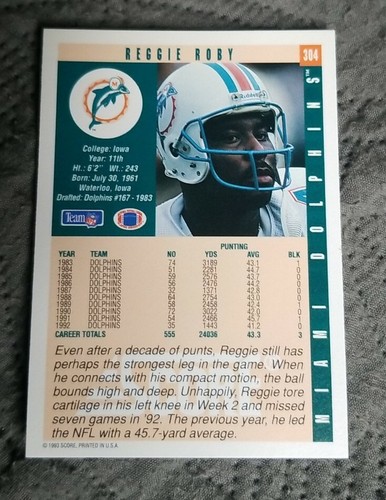 REGGIE ROBY
304
MIAMI DOLPHINS™
College: Iowa
Year: 11th
Ht.: 6'2" Wt.: 243
Born: July 30, 1961
Waterloo, Iowa
Drafted: Dolphins #167 - 1983
Team NFL
PUNTING
YEAR TEAM NO YDS AVG BLK
1983 DOLPHINS 74 3189 43.1 1
1984 DOLPHINS 51 2281 44.7 0
1985 DOLPHINS 59 2576 43.7 0
1986 DOLPHINS 56 2476 44.2 0
1987 DOLPHINS 32 1371 42.8 0
1988 DOLPHINS 64 2754 43.0 0
1989 DOLPHINS 58 2458 42.4 1
1990 DOLPHINS 72 3022 42.0 0
1991 DOLPHINS 54 2466 45.7 1
1992 DOLPHINS 35 1443 41.2 0
CAREER TOTALS 555 24036 43.3 3
Even after a decade of punts, Reggie still has
perhaps the strongest leg in the game. When
he connects with his compact motion, the ball
bounds high and deep. Unhappily, Reggie tore
cartilage in his left knee in Week 2 and missed
seven games in '92. The previous year, he led
the NFL with a 45.7-yard average.
© 1993 SCORE, PRINTED IN U.S.A.